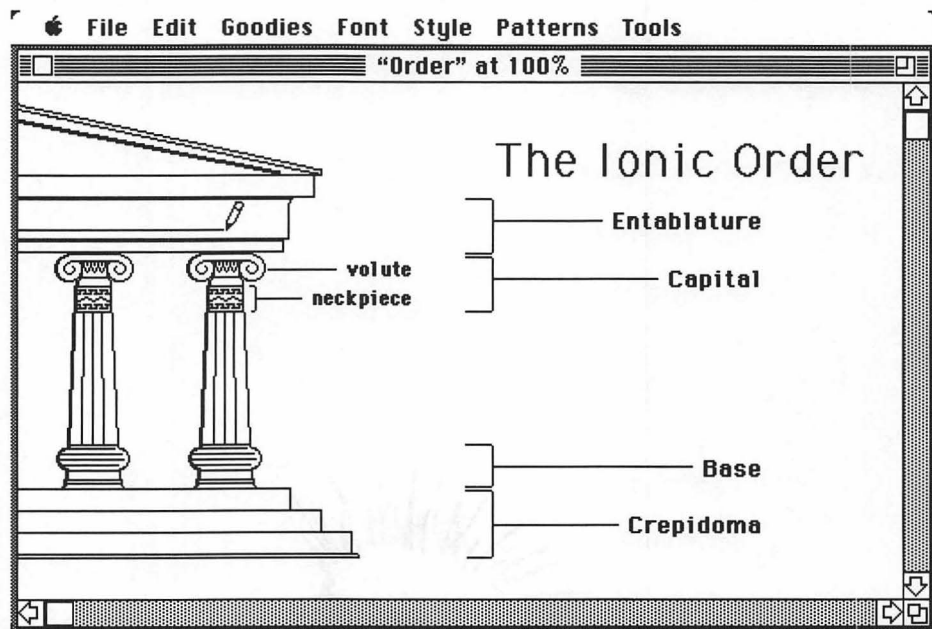 File Edit Goodies Font Style Patterns Tools
“Order” at 100%
The Ionic Order
Entablature
volute
Capital
neckpiece
Base
Crepidoma